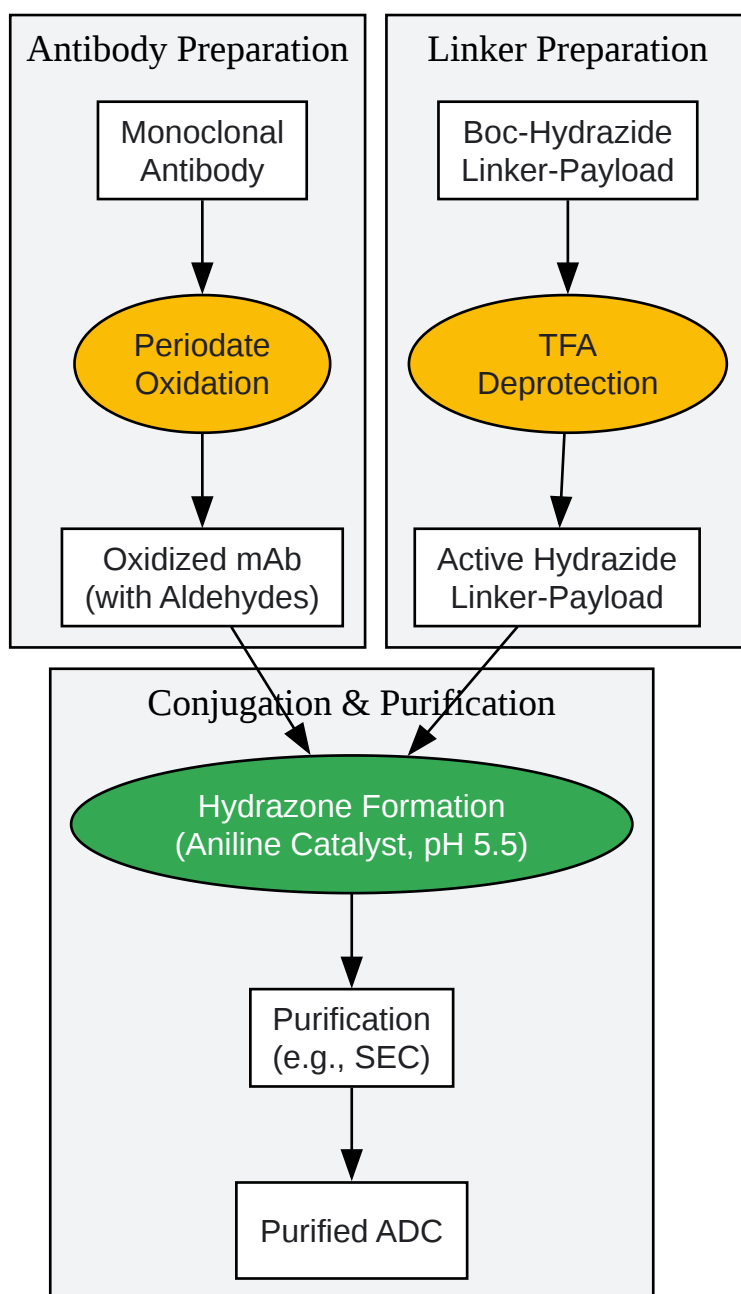 Antibody Preparation
Monoclonal
Antibody
Periodate
Oxidation
Oxidized mAb
(with Aldehydes)
Linker Preparation
Boc-Hydrazide
Linker-Payload
TFA
Deprotection
Active Hydrazide
Linker-Payload
Conjugation & Purification
Hydrazone Formation
(Aniline Catalyst, pH 5.5)
Purification
(e.g., SEC)
Purified ADC